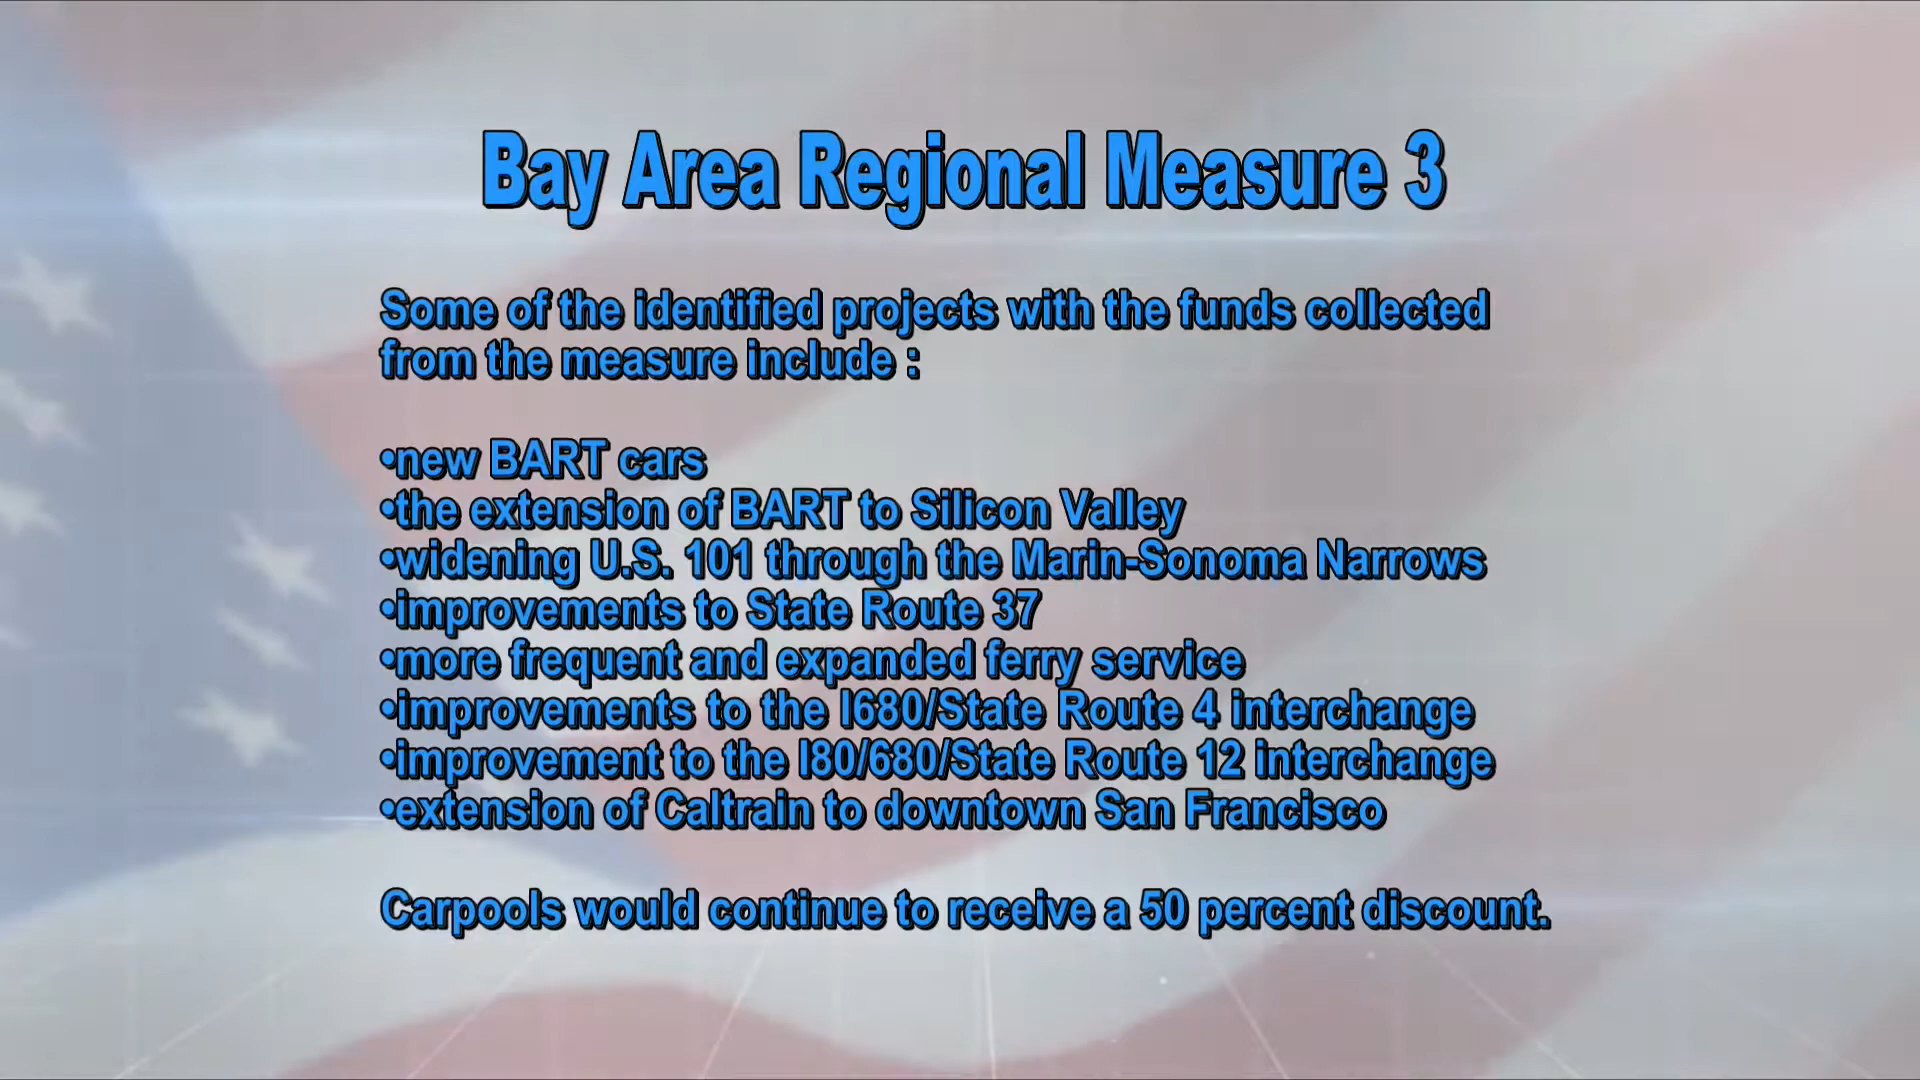 Bay Area Regional Measure 3
Some of the identified projects with the funds collected
from the measure include :
•new BART cars
•the extension of BART to Silicon Valley
•widening U.S. 101 through the Marin-Sonoma Narrows
•improvements to State Route 37
•more frequent and expanded ferry service
•improvements to the I680/State Route 4 interchange
•improvement to the I80/680/State Route 12 interchange
•extension of Caltrain to downtown San Francisco
Carpools would continue to receive a 50 percent discount.